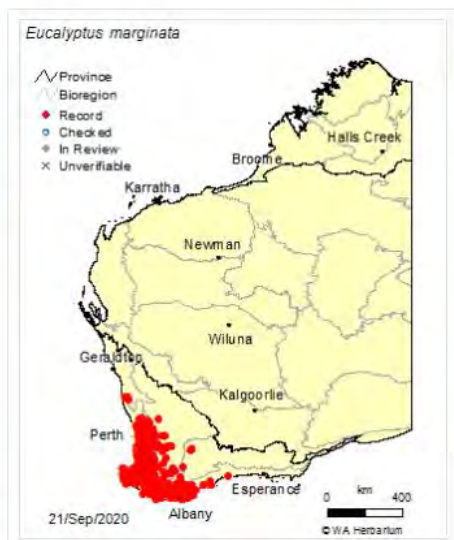 Eucalyptus marginata
Province
Bioregion
Record
Checked
In Review
Unverifiable
Halls Creek
Broome
Karratha
Newman
Wiluna
Geraldton
Kalgoorlie
Perth
Esperance
Albany
km
0 400
21/Sep/2020
© WA Herbarium